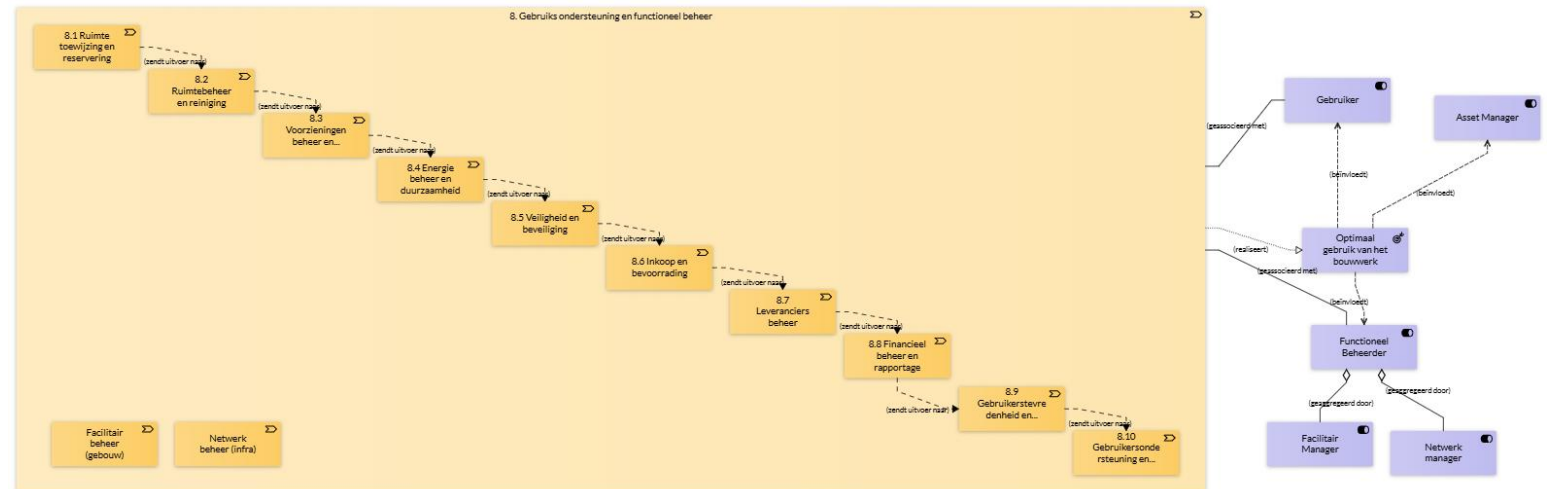 8. Gebruiks ondersteuning en functioneel beheer
8.1 Ruimte
toewijzing en
reservering
(zendt uitvoer naar)
8.2
Ruimtebeheer
en reiniging
(zendt uitvoer naar)
8.3
Voorzieningen
beheer en...
(zendt uitvoer naar)
8.4 Energie
beheer en
duurzaamheid
(zendt uitvoer naar)
8.5 Veiligheid en
beveiliging
(zendt uitvoer naar)
8.6 Inkoop en
bevoorrading
(zendt uitvoer naar)
8.7
Leveranciers
beheer
(zendt uitvoer naar)
8.8 Financieel
beheer en
rapportage
(zendt uitvoer naar)
8.9
Gebruikerstevre
denheid en...
(zendt uitvoer naar)
8.10
Gebruikersonde
rsteuning en...
Facilitair
beheer
(gebouw)
Netwerk
beheer (infra)
Gebruiker
Asset Manager
(geassocieerd met)
(beïnvloedt)
(beïnvloedt)
Optimaal
gebruik van het
bouwwerk
(realiseert)
(geassocieerd met)
(beïnvloedt)
Functioneel
Beheerder
(geaggregeerd door)
(geaggregeerd door)
Facilitair
Manager
Netwerk
manager